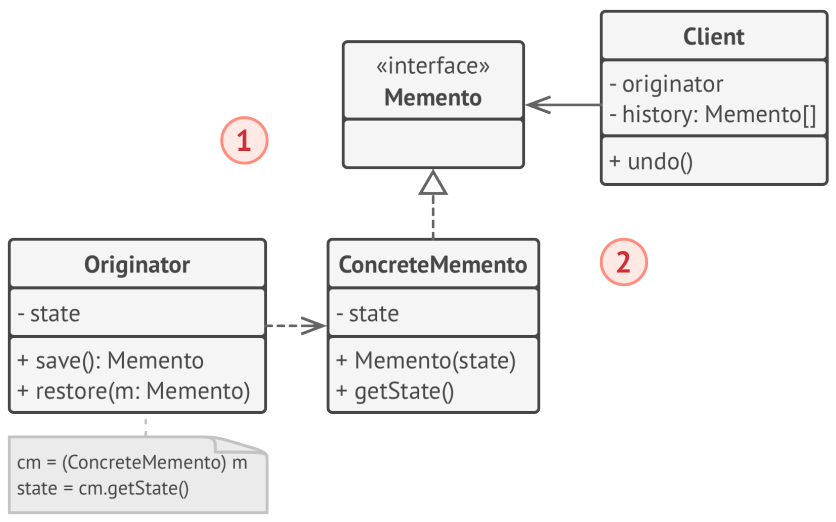 «interface»
Memento
Client
- originator
- history: Memento[]
+ undo()
1
2
Originator
- state
+ save(): Memento
+ restore(m: Memento)
ConcreteMemento
- state
+ Memento(state)
+ getState()
cm = (ConcreteMemento) m
state = cm.getState()